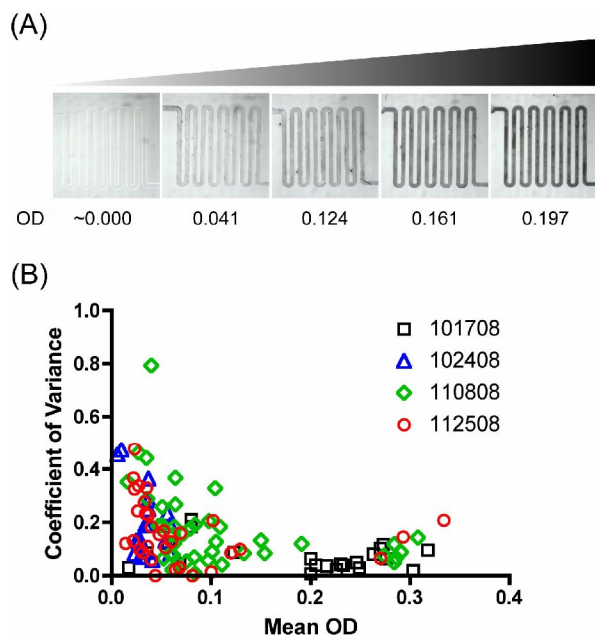 (A)
OD ~0.000 0.041 0.124 0.161 0.197
(B)
Coefficient of Variance
1.0
0.8
0.6
0.4
0.2
0.0
101708
102408
110808
112508
0.0 0.1 0.2 0.3 0.4
Mean OD